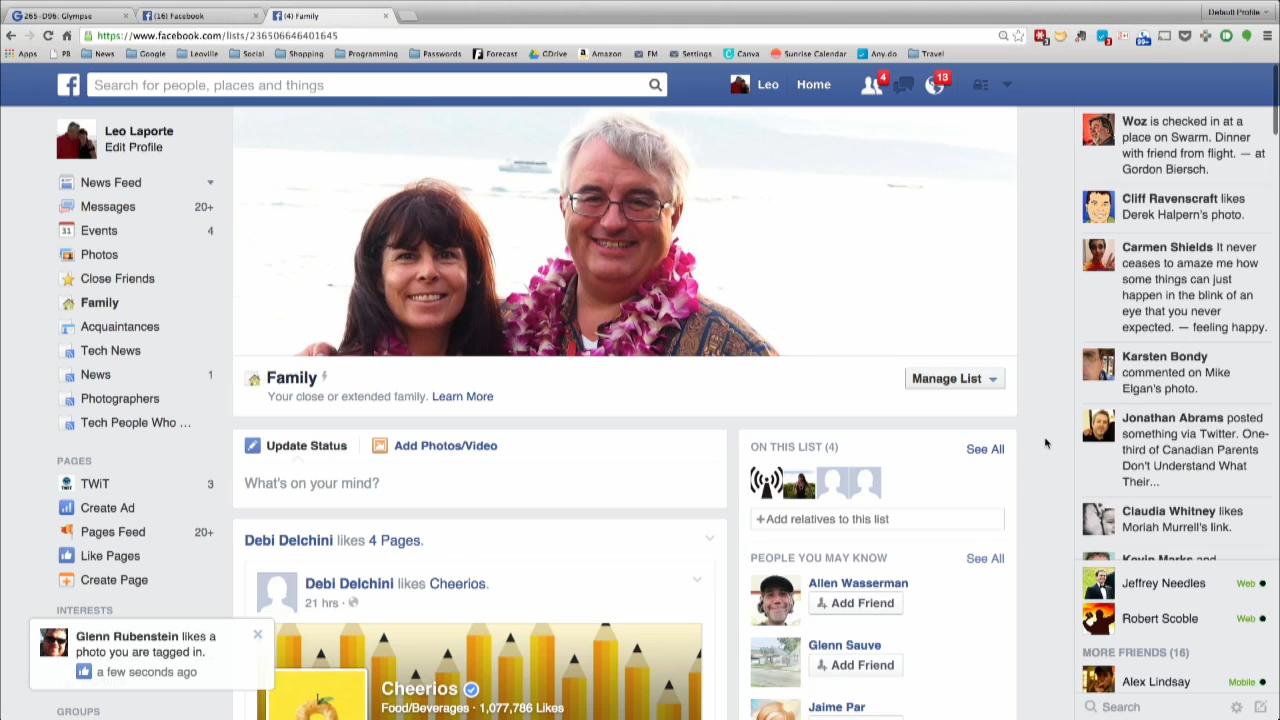 265-D96: Glympse
(16) Facebook
(4) Family
Default Profile
https://www.facebook.com/lists/236506646401645
Apps
PB
News
Google
Leoville
Social
Shopping
Programming
Passwords
Forecast
GDrive
Amazon
FM
Settings
Canva
Sunrise Calendar
Any.do
Travel
Search for people, places and things
Leo
Home
4
13
Leo Laporte
Edit Profile
News Feed
Messages 20+
Events 4
Photos
Close Friends
Family
Acquaintances
Tech News
News 1
Photographers
Tech People Who ...
PAGES
TWiT 3
Create Ad
Pages Feed 20+
Like Pages
Create Page
INTERESTS
Glenn Rubenstein likes a
photo you are tagged in.
a few seconds ago
GROUPS
Family
Your close or extended family. Learn More
Manage List
Update Status
Add Photos/Video
What's on your mind?
Debi Delchini likes 4 Pages.
Debi Delchini likes Cheerios.
21 hrs ·
Cheerios
Food/Beverages · 1,077,786 Likes
ON THIS LIST (4)
See All
+Add relatives to this list
PEOPLE YOU MAY KNOW
See All
Allen Wasserman
Add Friend
Glenn Sauve
Add Friend
Jaime Par
Woz is checked in at a
place on Swarm. Dinner
with friend from flight. — at
Gordon Biersch.
Cliff Ravenscraft likes
Derek Halpern's photo.
Carmen Shields It never
ceases to amaze me how
some things can just
happen in the blink of an
eye that you never
expected. — feeling happy.
Karsten Bondy
commented on Mike
Elgan's photo.
Jonathan Abrams posted
something via Twitter. One-
third of Canadian Parents
Don't Understand What
Their...
Claudia Whitney likes
Moriah Murrell's link.
Kevin Marks and
Jeffrey Needles Web
Robert Scoble Web
MORE FRIENDS (16)
Alex Lindsay Mobile
Search